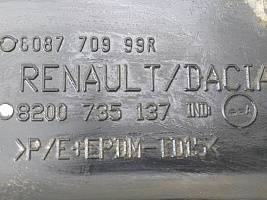 6087 709 99R
RENAULT/DACIA
8200 735 137 IND A
>P/E+EPDM-TD15<